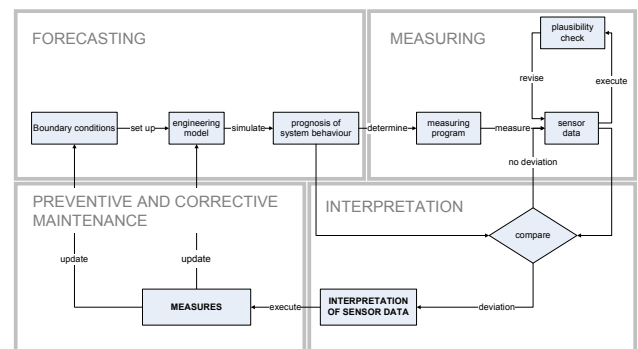 FORECASTING
MEASURING
plausibility
check
revise
execute
Boundary conditions
set up
engineering
model
simulate
prognosis of
system behaviour
determine
measuring
program
measure
sensor
data
no deviation
PREVENTIVE AND CORRECTIVE
MAINTENANCE
INTERPRETATION
compare
update
update
MEASURES
execute
INTERPRETATION
OF SENSOR DATA
deviation